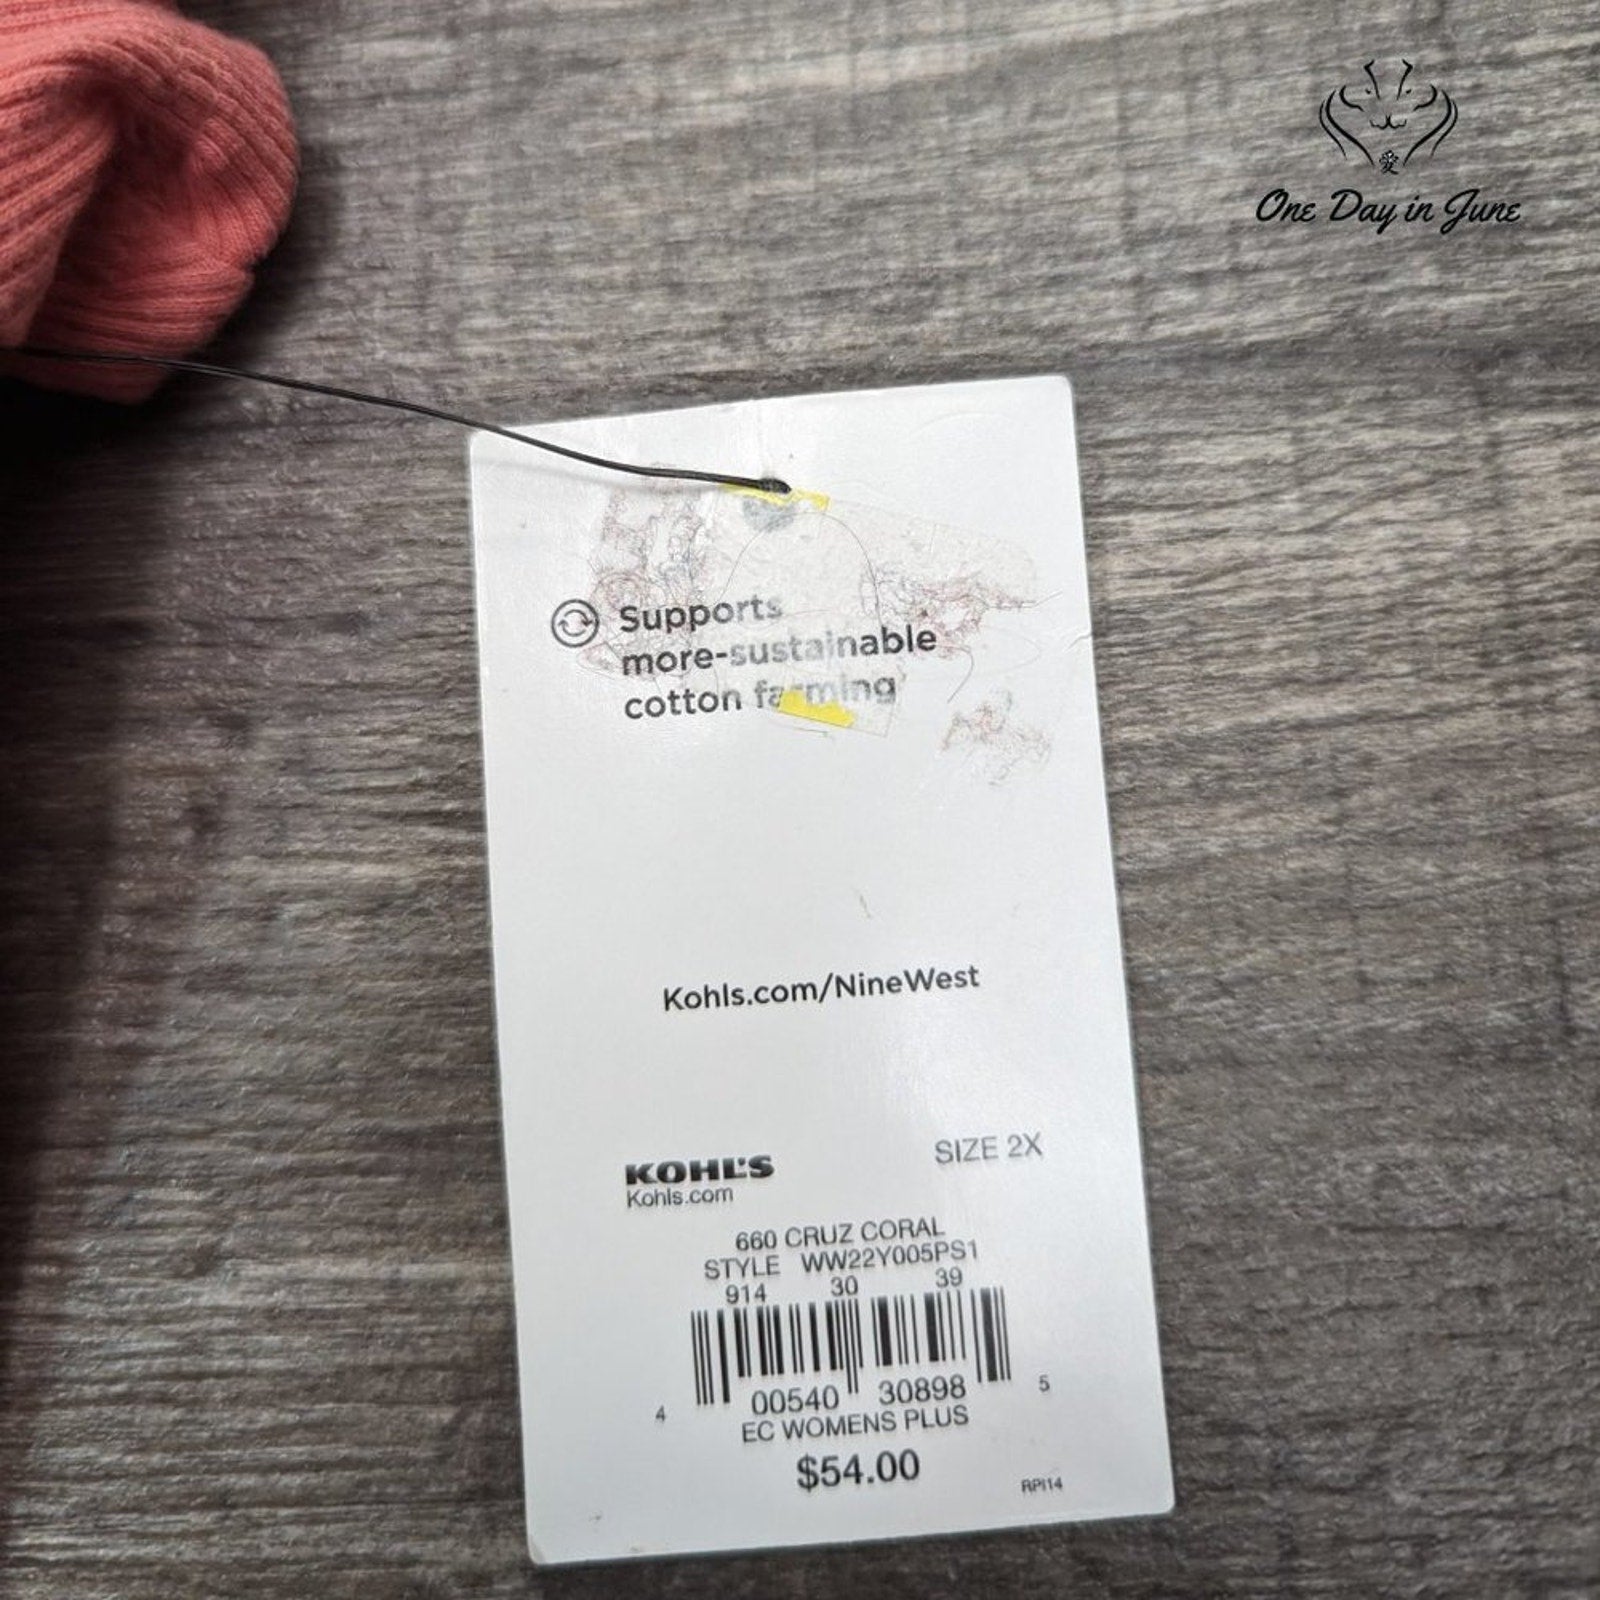 愛
One Day in June
Supports
more-sustainable
cotton farming
Kohls.com/NineWest
KOHL'S
Kohls.com
SIZE 2X
660 CRUZ CORAL
STYLE WW22Y005PS1
914 30 39
4 00540 30898 5
EC WOMENS PLUS
$54.00
RPI14